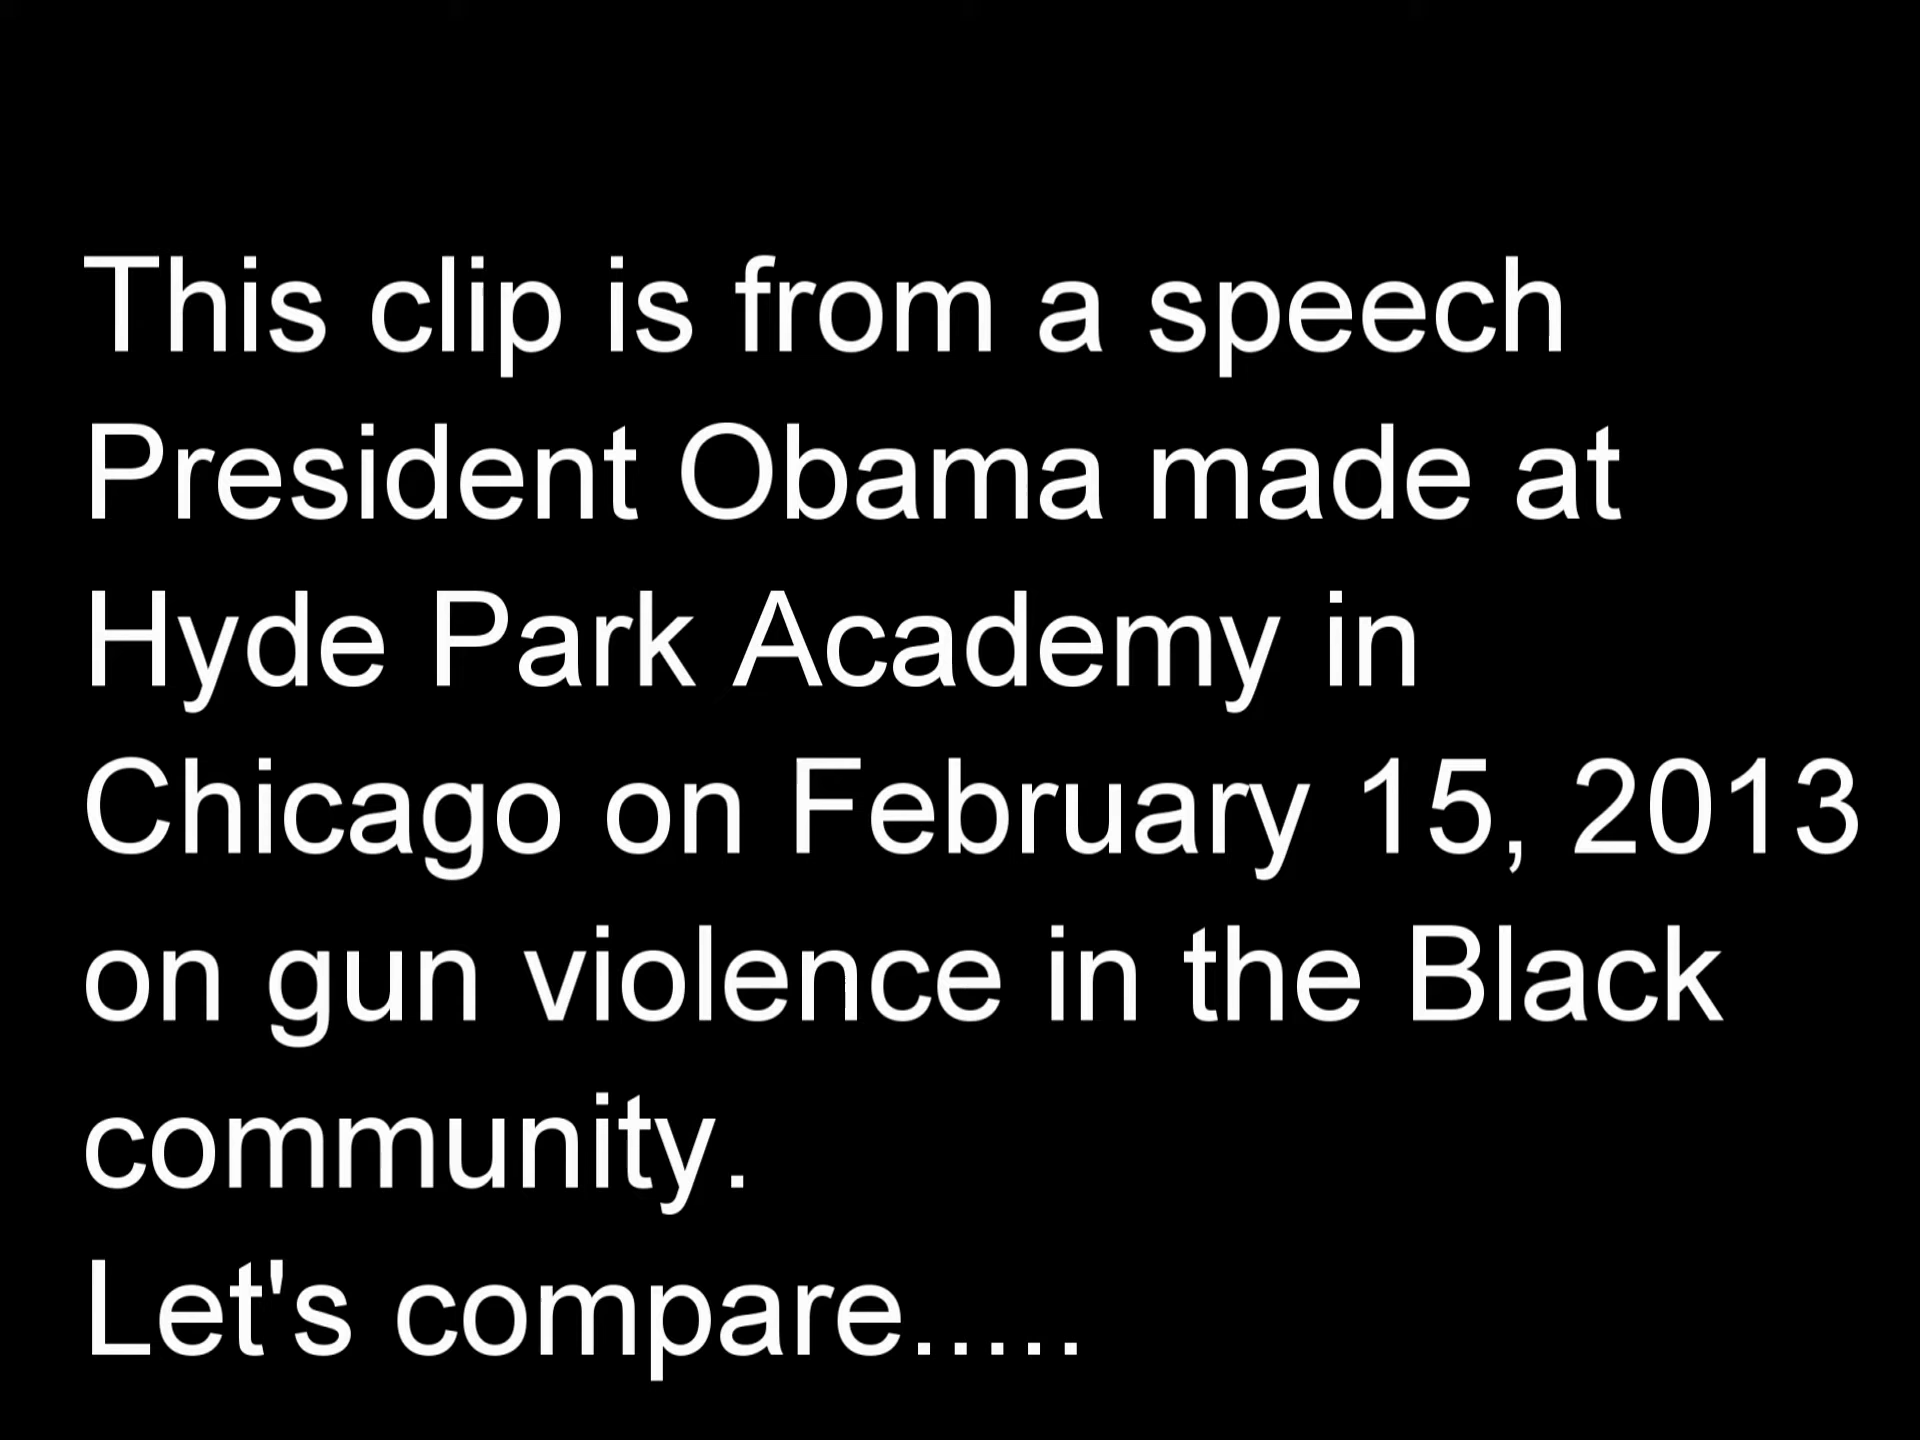 This clip is from a speech
President Obama made at
Hyde Park Academy in
Chicago on February 15, 2013
on gun violence in the Black
community.
Let's compare.....